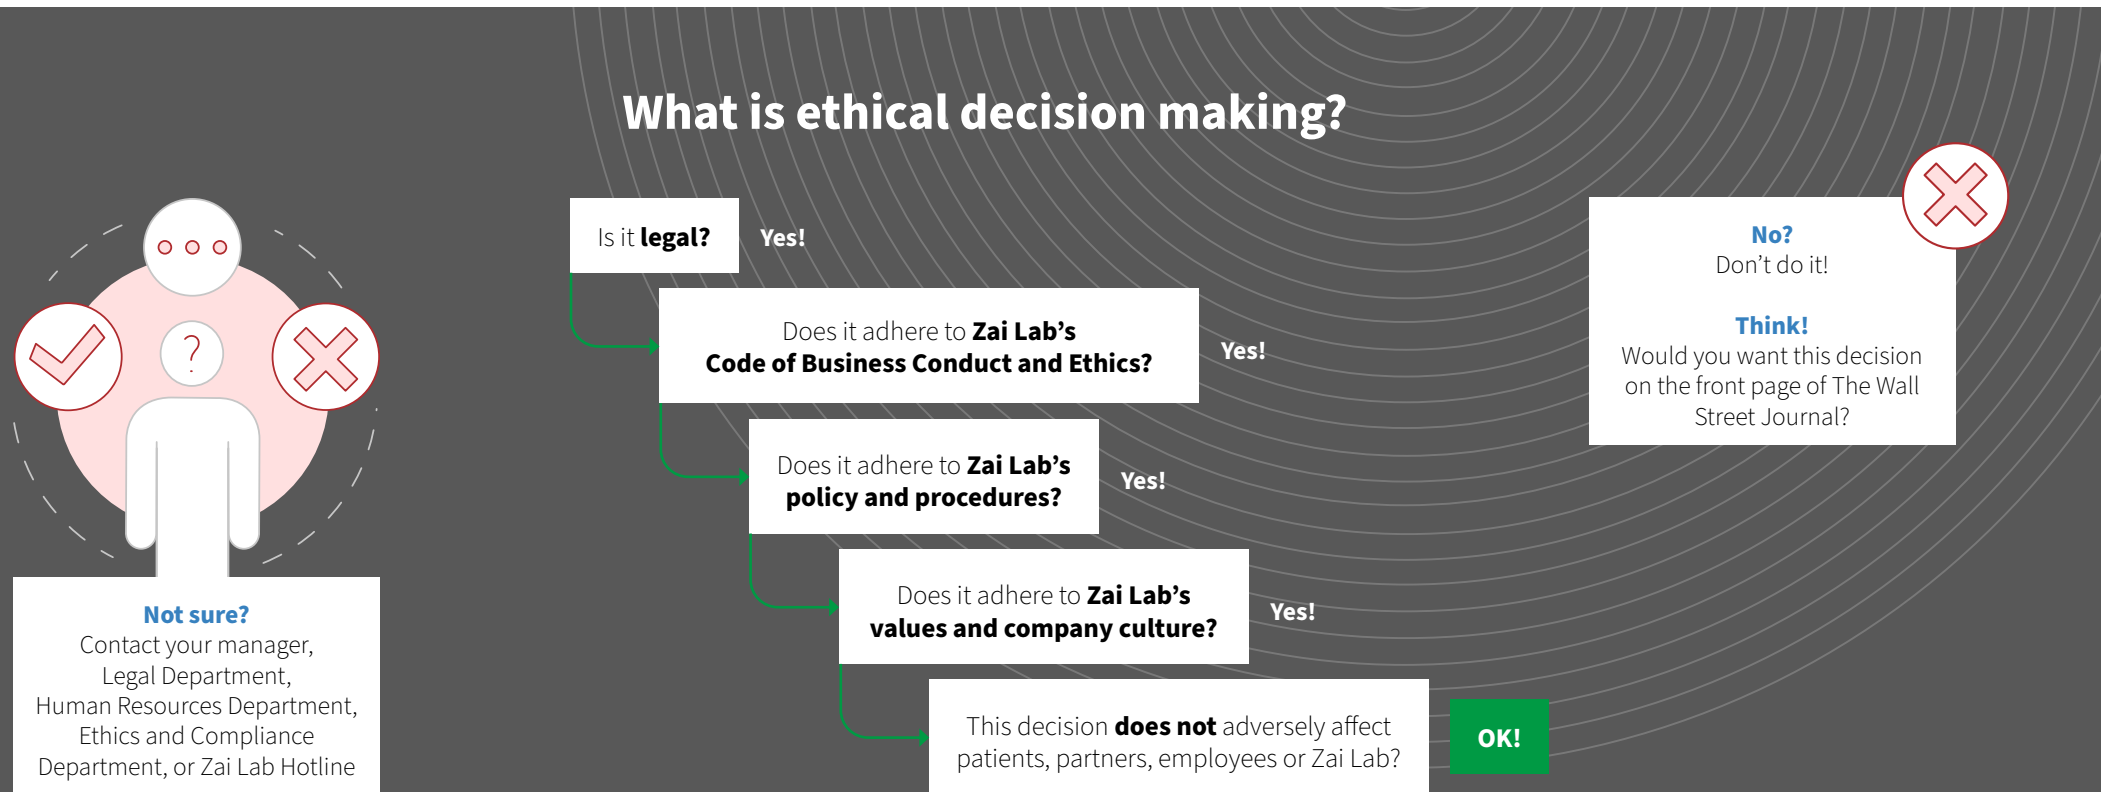 What is ethical decision making?
Is it legal?
Yes!
Does it adhere to Zai Lab’s
Code of Business Conduct and Ethics?
Yes!
Does it adhere to Zai Lab’s
policy and procedures?
Yes!
Does it adhere to Zai Lab’s
values and company culture?
Yes!
This decision does not adversely affect
patients, partners, employees or Zai Lab?
OK!
No?
Don’t do it!
Think!
Would you want this decision
on the front page of The Wall
Street Journal?
?
Not sure?
Contact your manager,
Legal Department,
Human Resources Department,
Ethics and Compliance
Department, or Zai Lab Hotline